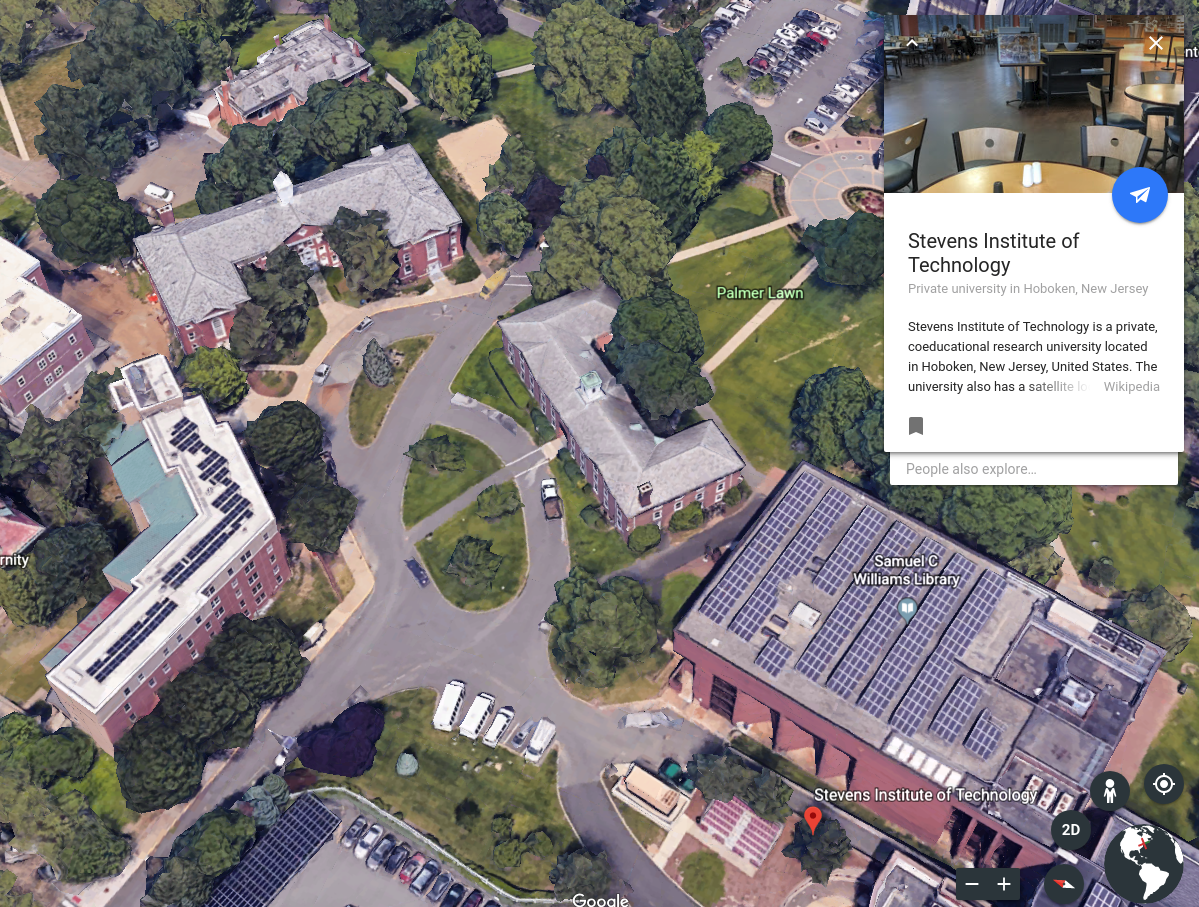 nt
Stevens Institute of
Technology
Private university in Hoboken, New Jersey
Stevens Institute of Technology is a private,
coeducational research university located
in Hoboken, New Jersey, United States. The
university also has a satellite lo
Wikipedia
People also explore...
Palmer Lawn
Samuel C
Williams Library
rnity
Stevens Institute of Technology
2D
Google